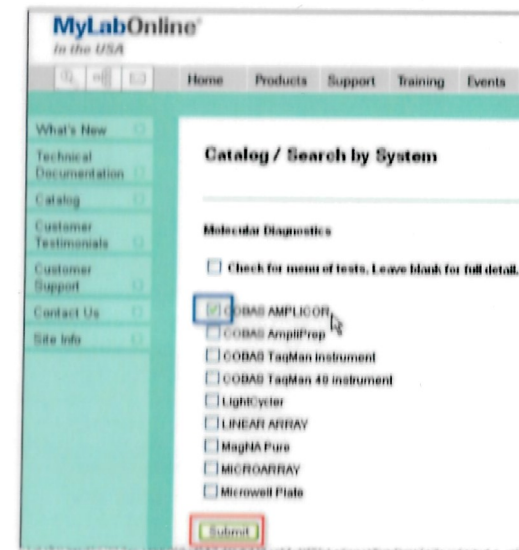 MyLabOnline®
in the USA
Home Products Support Training Events
What's New
Technical
Documentation
Catalog
Customer
Testimonials
Customer
Support
Contact Us
Site Info
Catalog / Search by System
Molecular Diagnostics
Check for menu of tests, Leave blank for full detail.
COBAS AMPLICOR
COBAS AmpliPrep
COBAS TaqMan instrument
COBAS TaqMan 48 instrument
LightCycler
LINEAR ARRAY
MagNA Pure
MICROARRAY
Microwell Plate
Submit